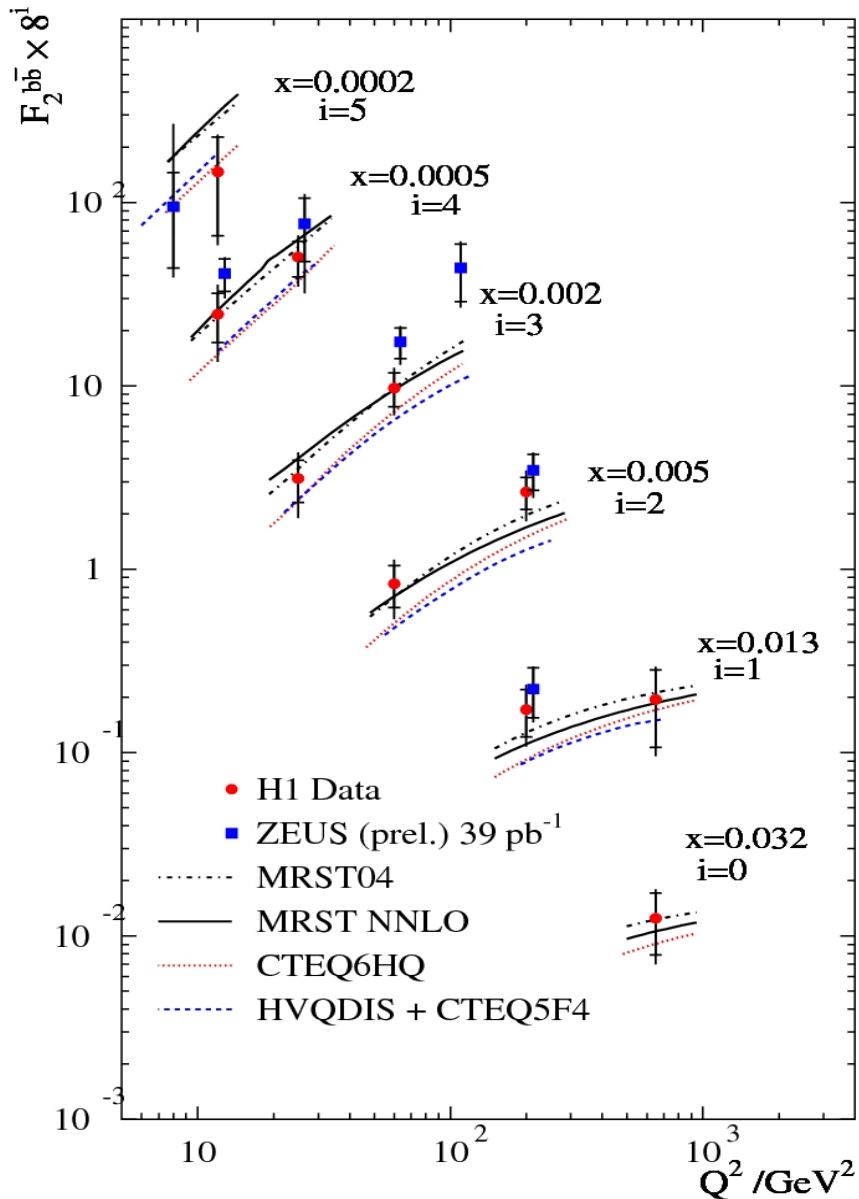 F₂ᵇᵇ̅ × 8ⁱ
10²
10
1
10⁻¹
10⁻²
10⁻³
x=0.0002
i=5
x=0.0005
i=4
x=0.002
i=3
x=0.005
i=2
x=0.013
i=1
x=0.032
i=0
H1 Data
ZEUS (prel.) 39 pb⁻¹
MRST04
MRST NNLO
CTEQ6HQ
HVQDIS + CTEQ5F4
10
10²
10³
Q² /GeV²